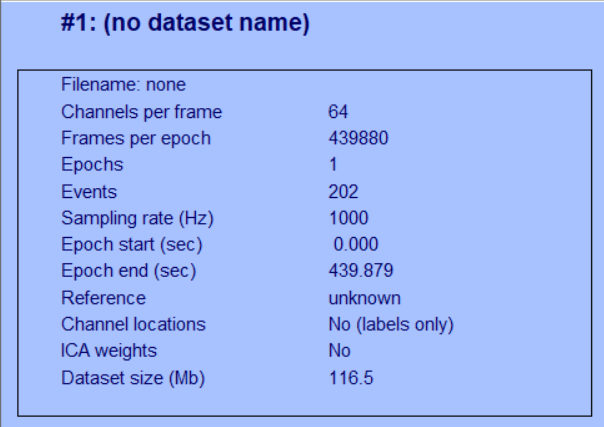 #1: (no dataset name)
Filename: none
Channels per frame 64
Frames per epoch 439880
Epochs 1
Events 202
Sampling rate (Hz) 1000
Epoch start (sec) 0.000
Epoch end (sec) 439.879
Reference unknown
Channel locations No (labels only)
ICA weights No
Dataset size (Mb) 116.5